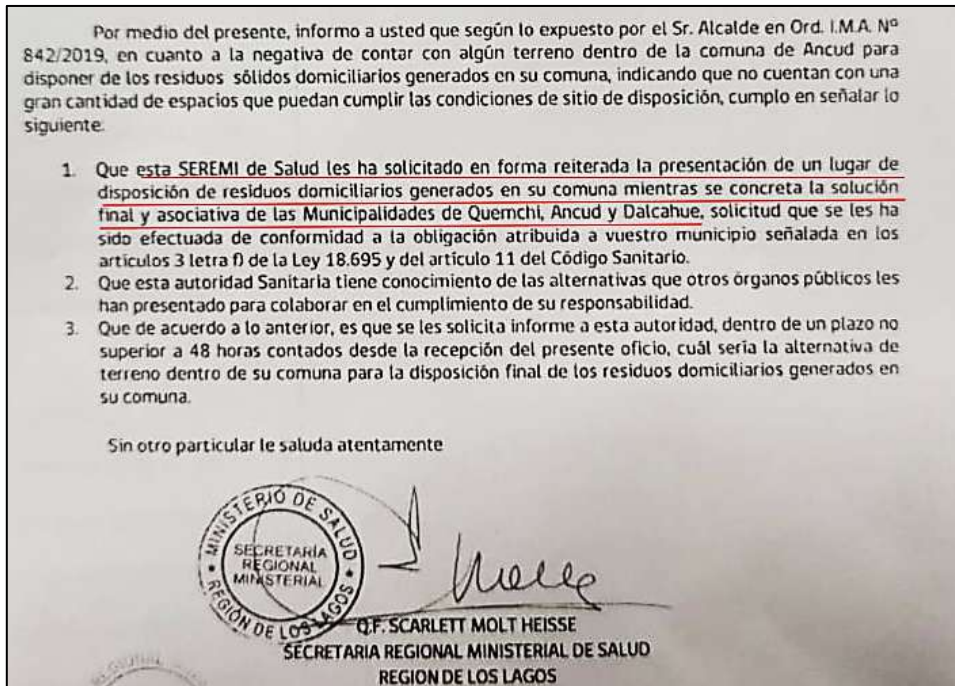 Por medio del presente, informo a usted que según lo expuesto por el Sr. Alcalde en Ord. I.M.A. Nº
842/2019, en cuanto a la negativa de contar con algún terreno dentro de la comuna de Ancud para
disponer de los residuos sólidos domiciliarios generados en su comuna, indicando que no cuentan con una
gran cantidad de espacios que puedan cumplir las condiciones de sitio de disposición, cumplo en señalar lo
siguiente:
1. Que esta SEREMI de Salud les ha solicitado en forma reiterada la presentación de un lugar de
disposición de residuos domiciliarios generados en su comuna mientras se concreta la solución
final y asociativa de las Municipalidades de Quemchi, Ancud y Dalcahue, solicitud que se les ha
sido efectuada de conformidad a la obligación atribuida a vuestro municipio señalada en los
artículos 3 letra f) de la Ley 18.695 y del artículo 11 del Código Sanitario.
2. Que esta autoridad Sanitaria tiene conocimiento de las alternativas que otros órganos públicos les
han presentado para colaborar en el cumplimiento de su responsabilidad.
3. Que de acuerdo a lo anterior, es que se les solicita informe a esta autoridad, dentro de un plazo no
superior a 48 horas contados desde la recepción del presente oficio, cuál sería la alternativa de
terreno dentro de su comuna para la disposición final de los residuos domiciliarios generados en
su comuna.
Sin otro particular le saluda atentamente
MINISTERIO DE SALUD
SECRETARÍA
REGIONAL
MINISTERIAL
REGIÓN DE LOS LAGOS
Q.F. SCARLETT MOLT HEISSE
SECRETARIA REGIONAL MINISTERIAL DE SALUD
REGION DE LOS LAGOS